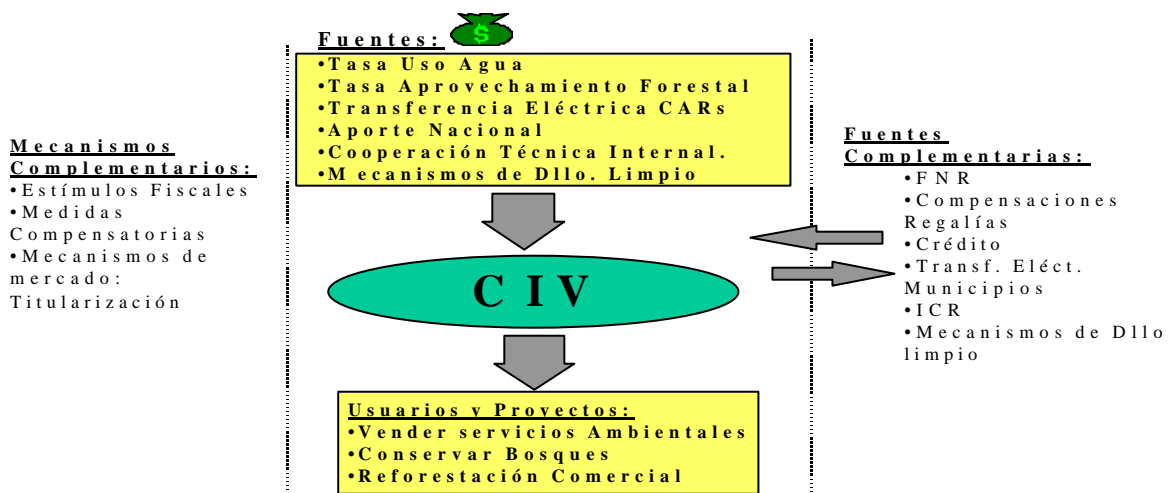 Mecanismos
Complementarios:
•Estímulos Fiscales
•Medidas
Compensatorias
•Mecanismos de
mercado:
Titularización
Fuentes:
$
•Tasa Uso Agua
•Tasa Aprovechamiento Forestal
•Transferencia Eléctrica CARs
•Aporte Nacional
•Cooperación Técnica Internal.
•Mecanismos de Dllo. Limpio
CIV
Usuarios y Proyectos:
•Vender servicios Ambientales
•Conservar Bosques
•Reforestación Comercial
Fuentes
Complementarias:
•FNR
•Compensaciones
Regalías
•Crédito
•Transf. Eléct.
Municipios
•ICR
•Mecanismos de Dllo
limpio